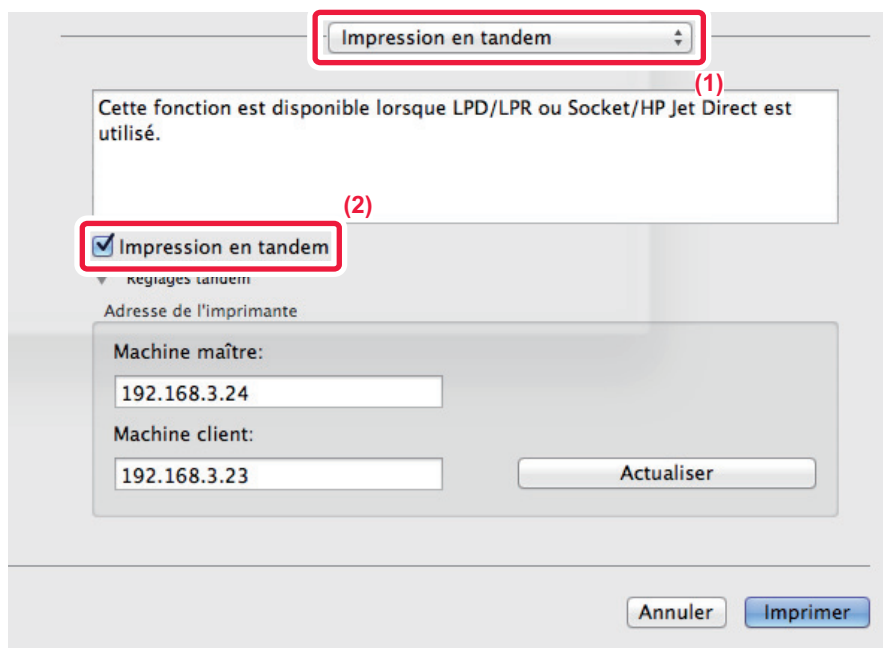 Impression en tandem
(1)
Cette fonction est disponible lorsque LPD/LPR ou Socket/HP Jet Direct est
utilisé.
(2)
Impression en tandem
Réglages tandem
Adresse de l'imprimante
Machine maître:
192.168.3.24
Machine client:
192.168.3.23
Actualiser
Annuler
Imprimer